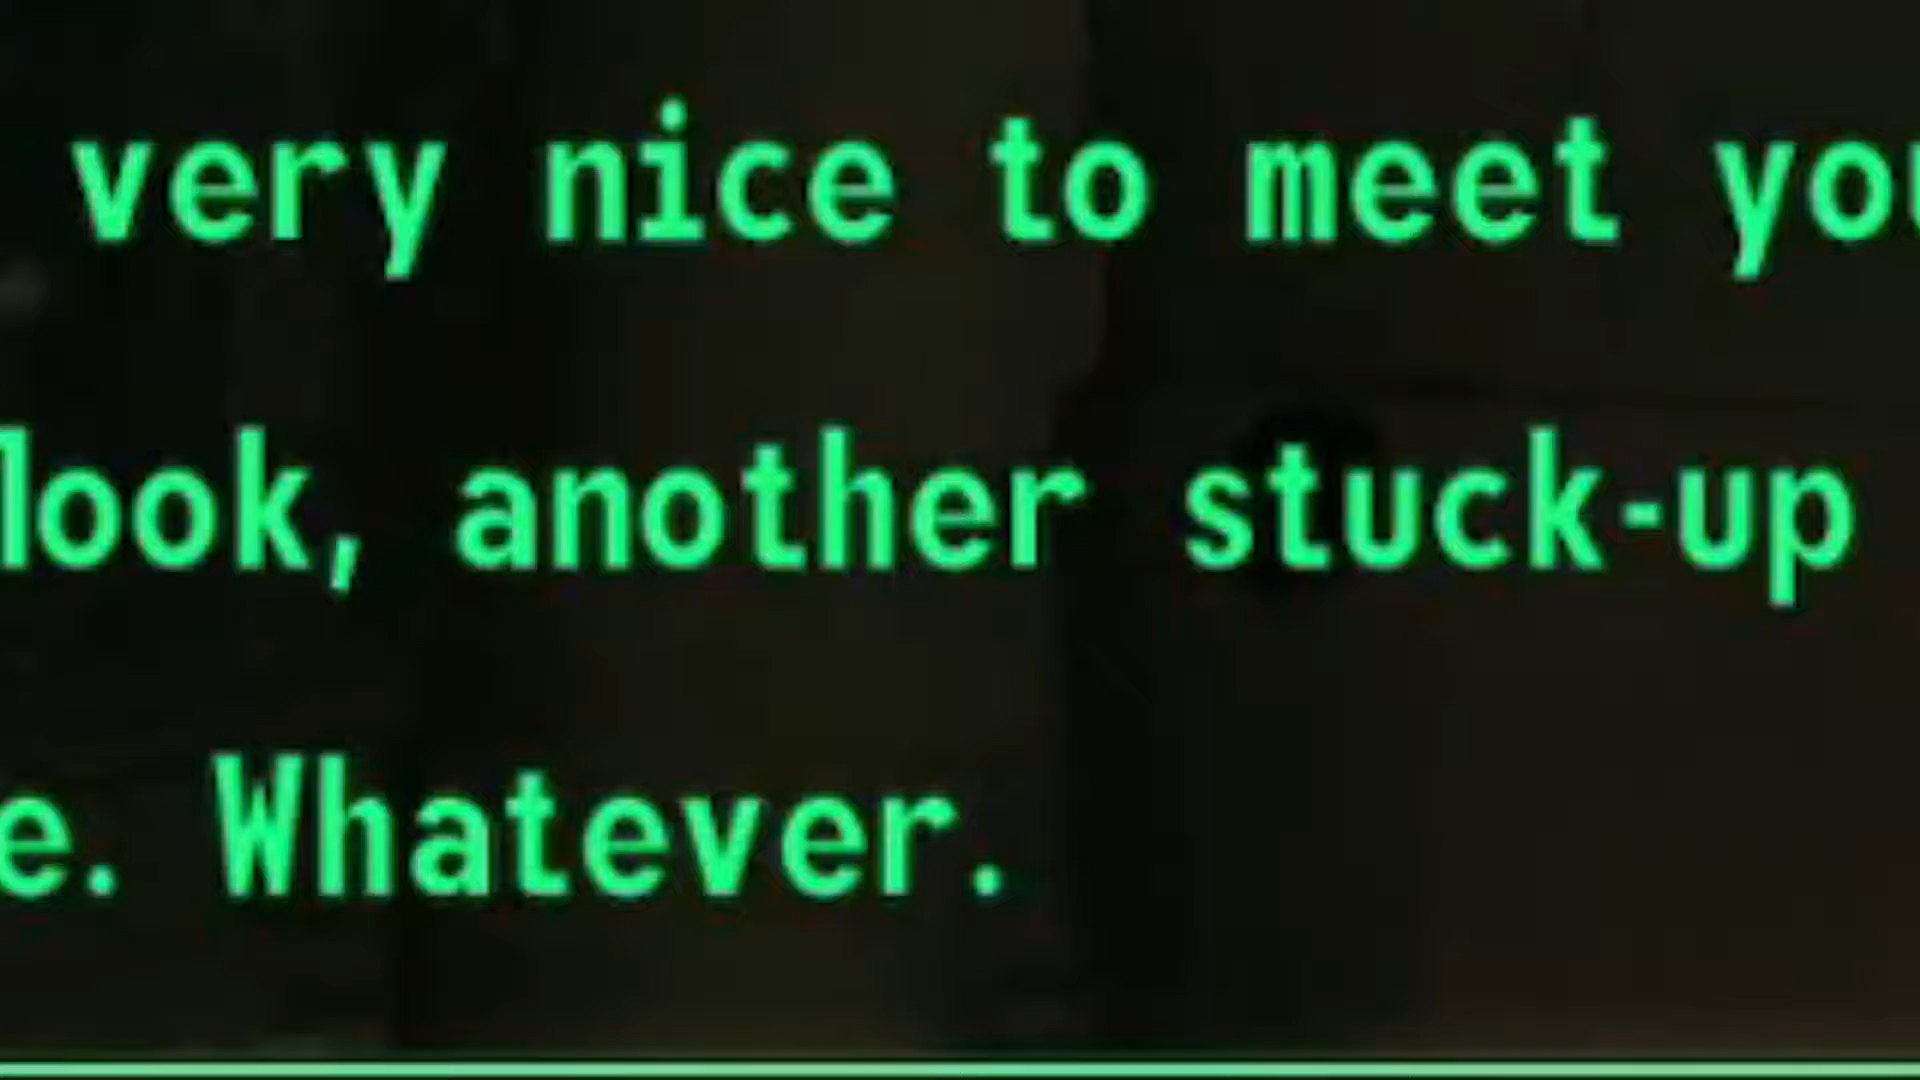 very nice to meet you
look, another stuck-up
e. Whatever.